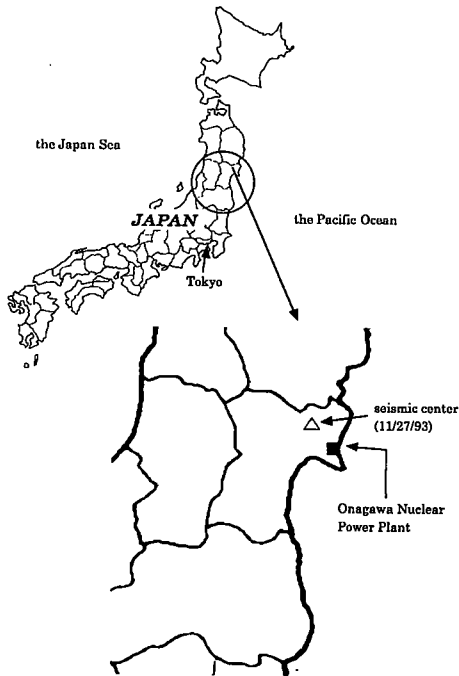 the Japan Sea
JAPAN
the Pacific Ocean
Tokyo
seismic center
(11/27/93)
Onagawa Nuclear
Power Plant